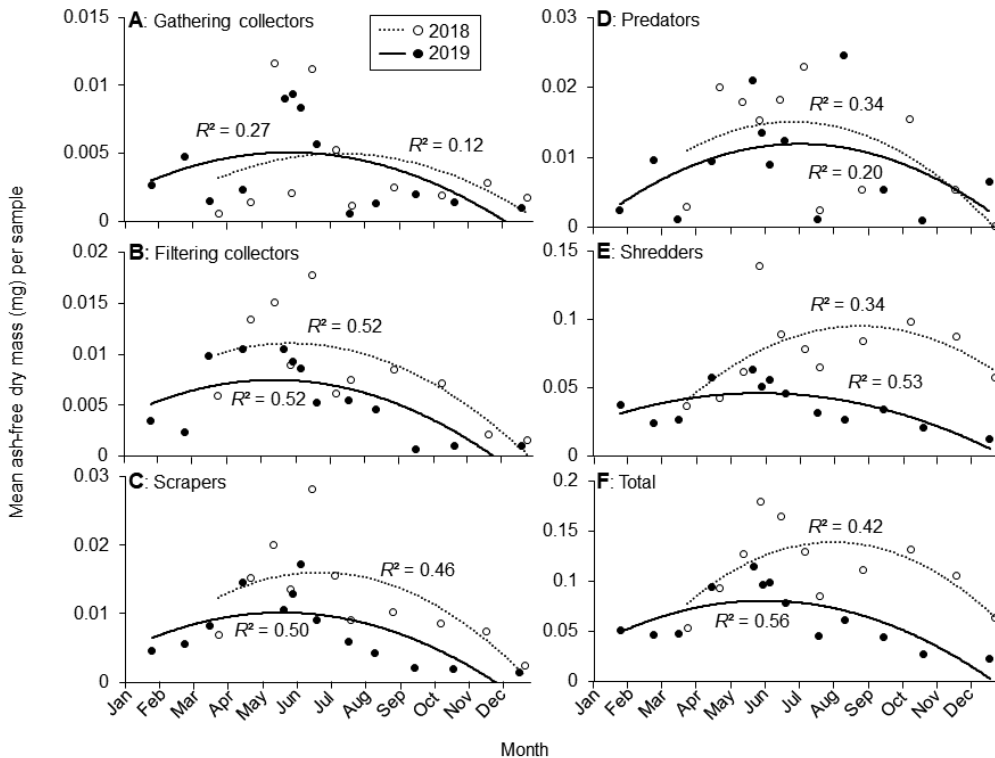 Mean ash-free dry mass (mg) per sample
A: Gathering collectors
2018
2019
0.015
0.01
0.005
0
R² = 0.27
R² = 0.12
B: Filtering collectors
0.02
0.015
0.01
0.005
0
R² = 0.52
R² = 0.52
C: Scrapers
0.03
0.02
0.01
0
R² = 0.46
R² = 0.50
Jan Feb Mar Apr May Jun Jul Aug Sep Oct Nov Dec
D: Predators
0.03
0.02
0.01
0
R² = 0.34
R² = 0.20
E: Shredders
0.15
0.1
0.05
0
R² = 0.34
R² = 0.53
F: Total
0.2
0.15
0.1
0.05
0
R² = 0.42
R² = 0.56
Jan Feb Mar Apr May Jun Jul Aug Sep Oct Nov Dec
Month